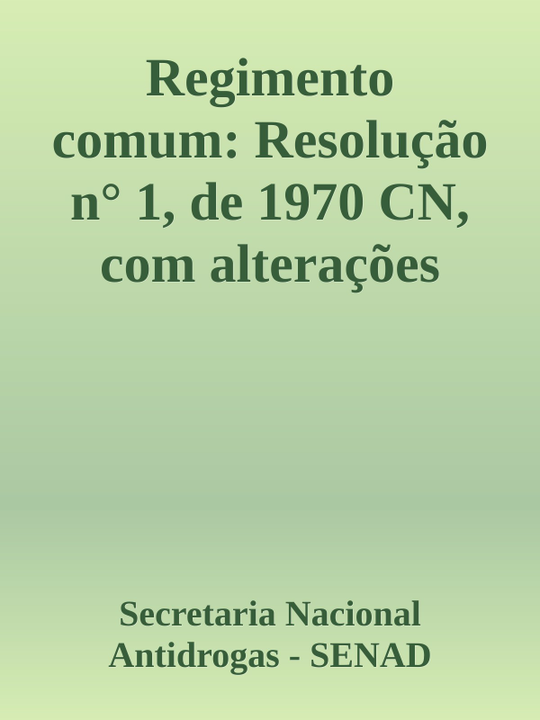 Regimento
comum: Resolução
n° 1, de 1970 CN,
com alterações
Secretaria Nacional
Antidrogas - SENAD